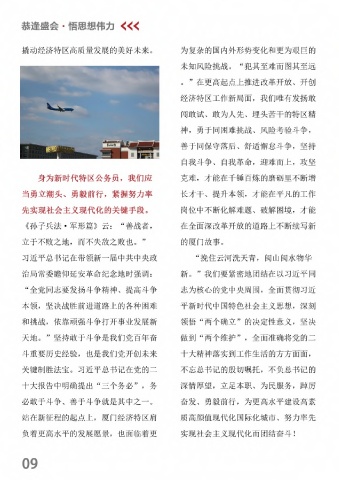 恭逢盛会·悟思想伟力
撬动经济特区高质量发展的美好未来。
身为新时代特区公务员，我们应
当勇立潮头、勇毅前行，紧握努力率
先实现社会主义现代化的关键手段。
《孙子兵法·军形篇》云：“善战者，
立于不败之地，而不失敌之败也。”
习近平总书记在带领新一届中共中央政
治局常委瞻仰延安革命纪念地时强调：
“全党同志要发扬斗争精神、提高斗争
本领，坚决战胜前进道路上的各种困难
和挑战，依靠顽强斗争打开事业发展新
天地。”坚持敢于斗争是我们党百年奋
斗重要历史经验，也是我们党开创未来
关键制胜法宝。习近平总书记在党的二
十大报告中明确提出“三个务必”，务
必敢于斗争、善于斗争就是其中之一。
站在新征程的起点上，厦门经济特区肩
负着更高水平的发展愿景，也面临着更
为复杂的国内外形势变化和更为艰巨的
未知风险挑战。“犯其至难而图其至远
。”在更高起点上推进改革开放、开创
经济特区工作新局面，我们唯有发扬敢
闯敢试、敢为人先、埋头苦干的特区精
神，勇于同困难挑战、风险考验斗争，
善于同保守落后、舒适懈怠斗争，坚持
自我斗争、自我革命，迎难而上，攻坚
克难，才能在千锤百炼的磨砺里不断增
长才干、提升本领，才能在平凡的工作
岗位中不断化解难题、破解困境，才能
在全面深改革开放的道路上不断续写新
的厦门故事。
“挽住云河洗天青，闽山闽水物华
新。”我们要紧密地团结在以习近平同
志为核心的党中央周围，全面贯彻习近
平新时代中国特色社会主义思想，深刻
领悟“两个确立”的决定性意义，坚决
做到“两个维护”，全面准确将党的二
十大精神落实到工作生活的方方面面，
不忘总书记的殷切嘱托，不负总书记的
深情厚望，立足本职、为民服务，踔厉
奋发、勇毅前行，为更高水平建设高素
质高颜值现代化国际化城市、努力率先
实现社会主义现代化而团结奋斗！
09